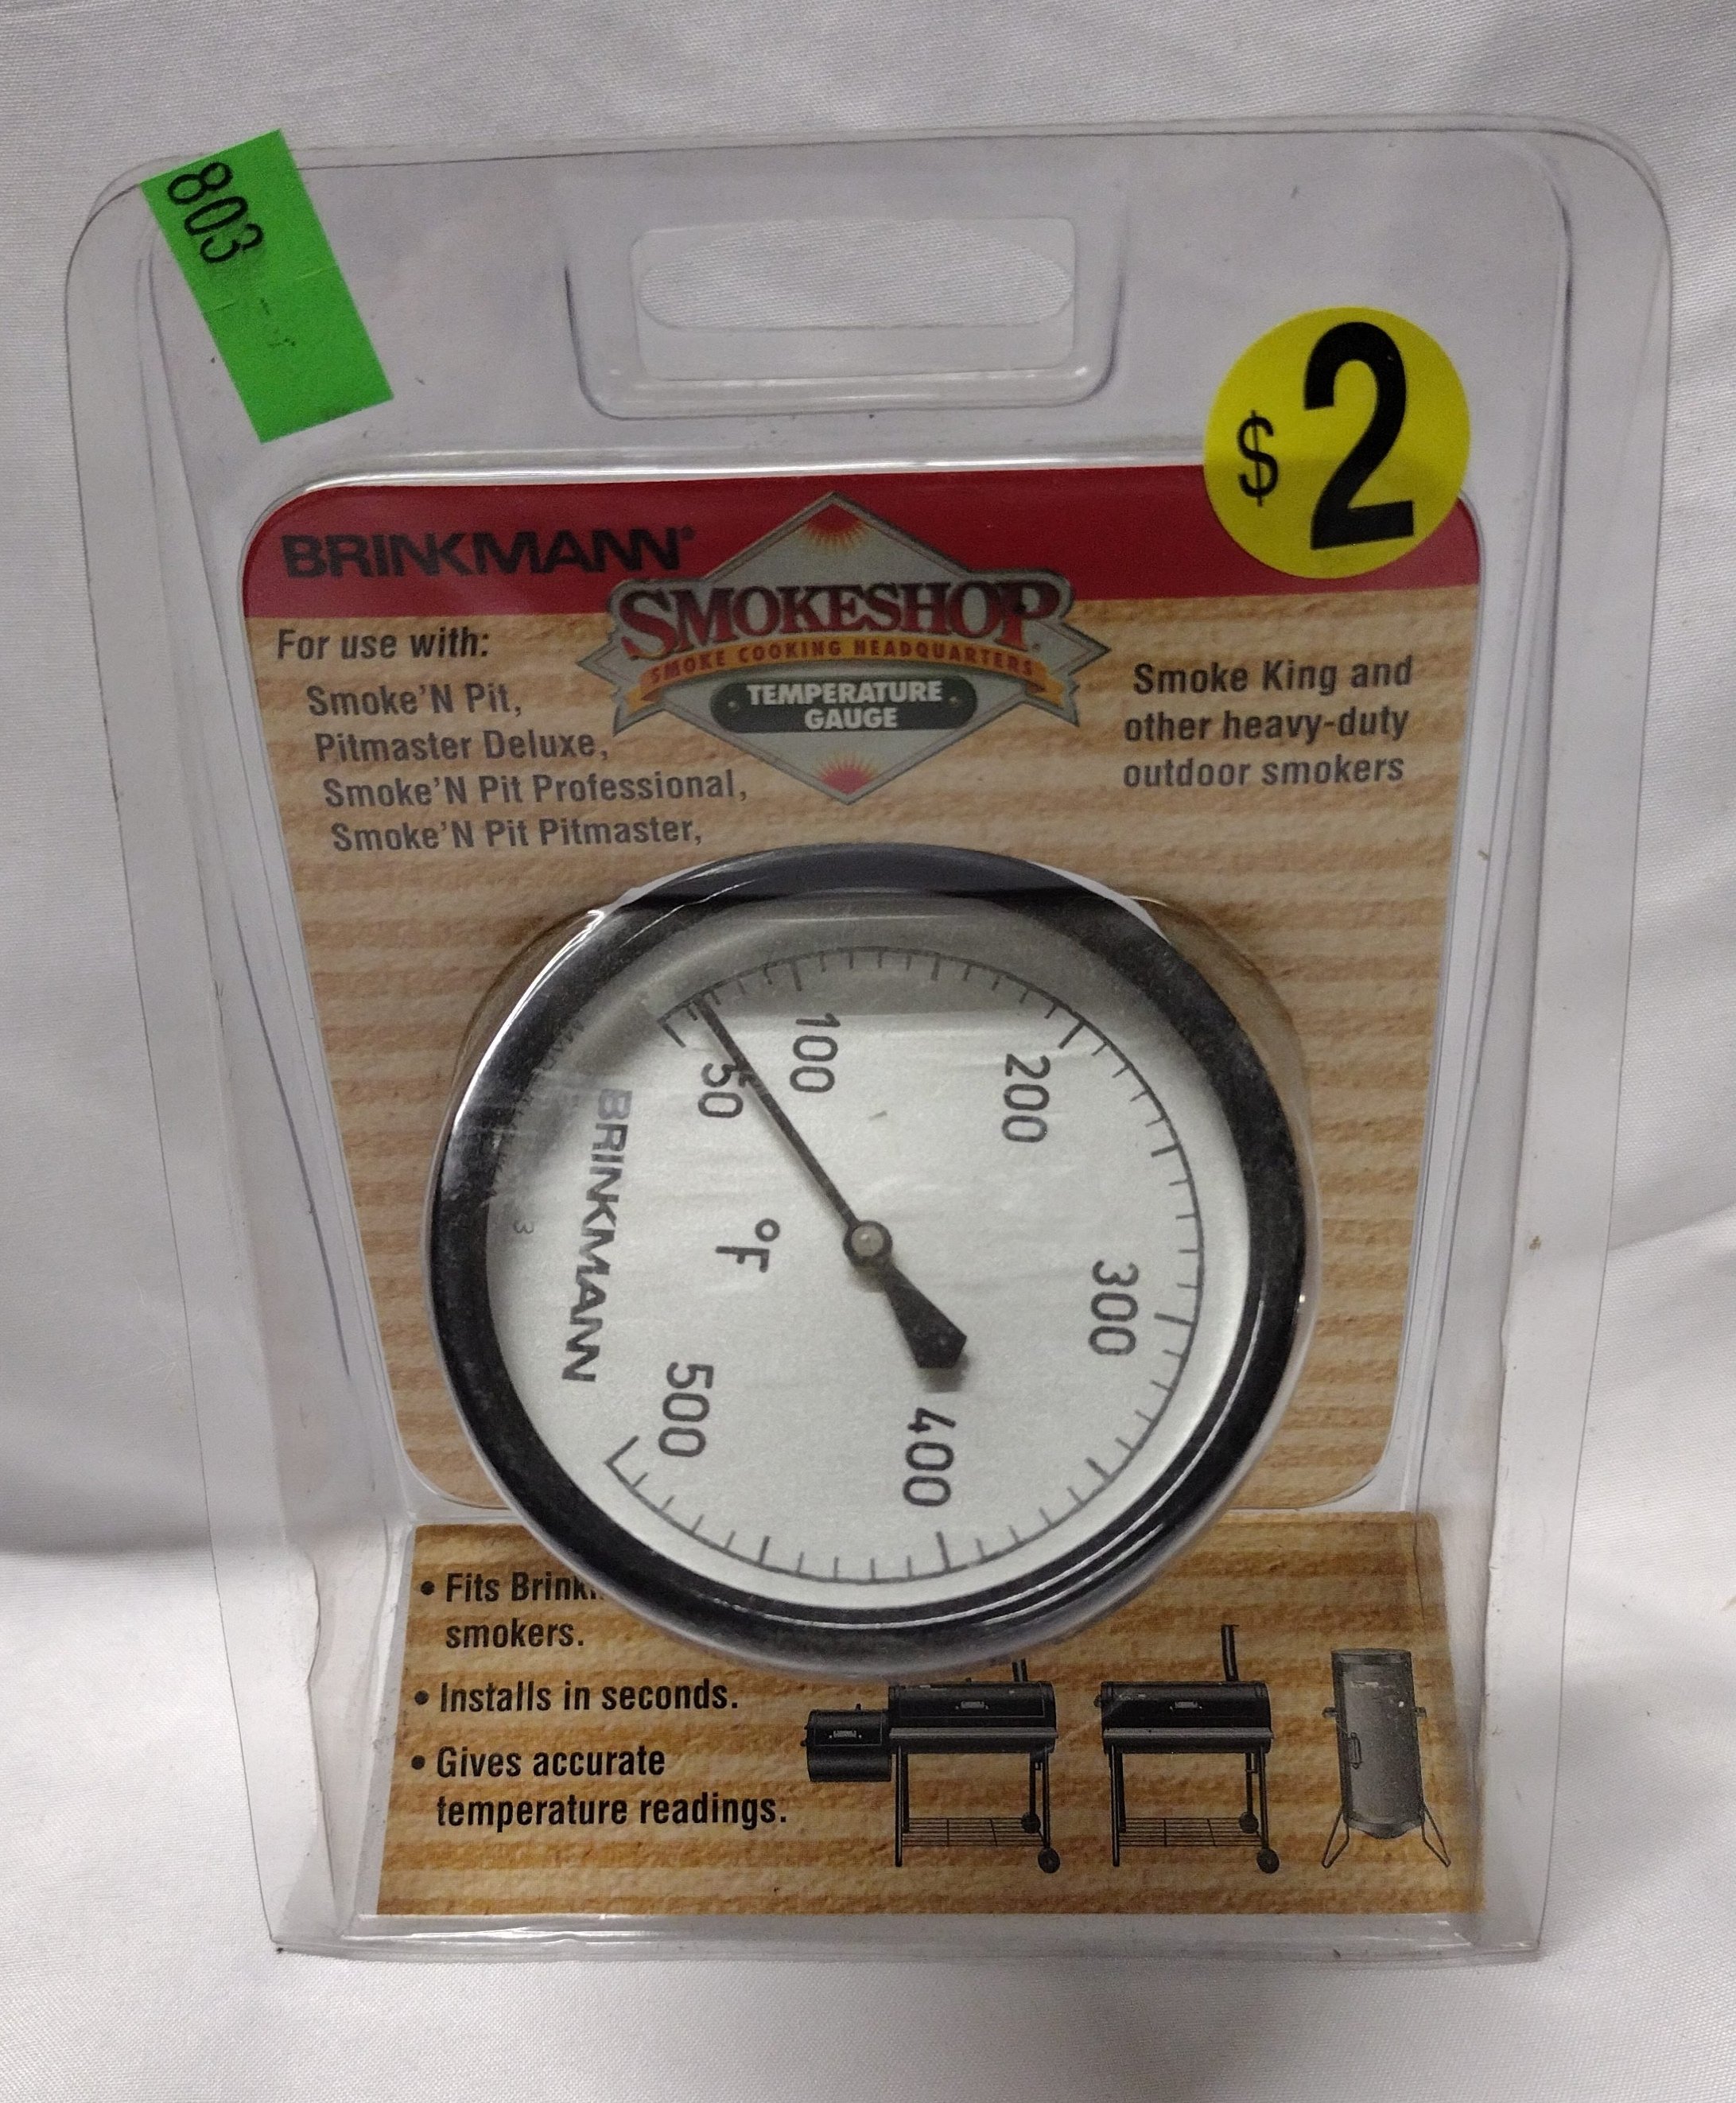 803
$2
BRINKMANN®
SMOKESHOP®
SMOKE COOKING HEADQUARTERS
TEMPERATURE
GAUGE
For use with:
Smoke'N Pit,
Pitmaster Deluxe,
Smoke'N Pit Professional,
Smoke'N Pit Pitmaster,
Smoke King and
other heavy-duty
outdoor smokers
50
100
200
300
400
500
°F
BRINKMANN
• Fits
smokers.
• Installs in seconds.
• Gives accurate
temperature readings.